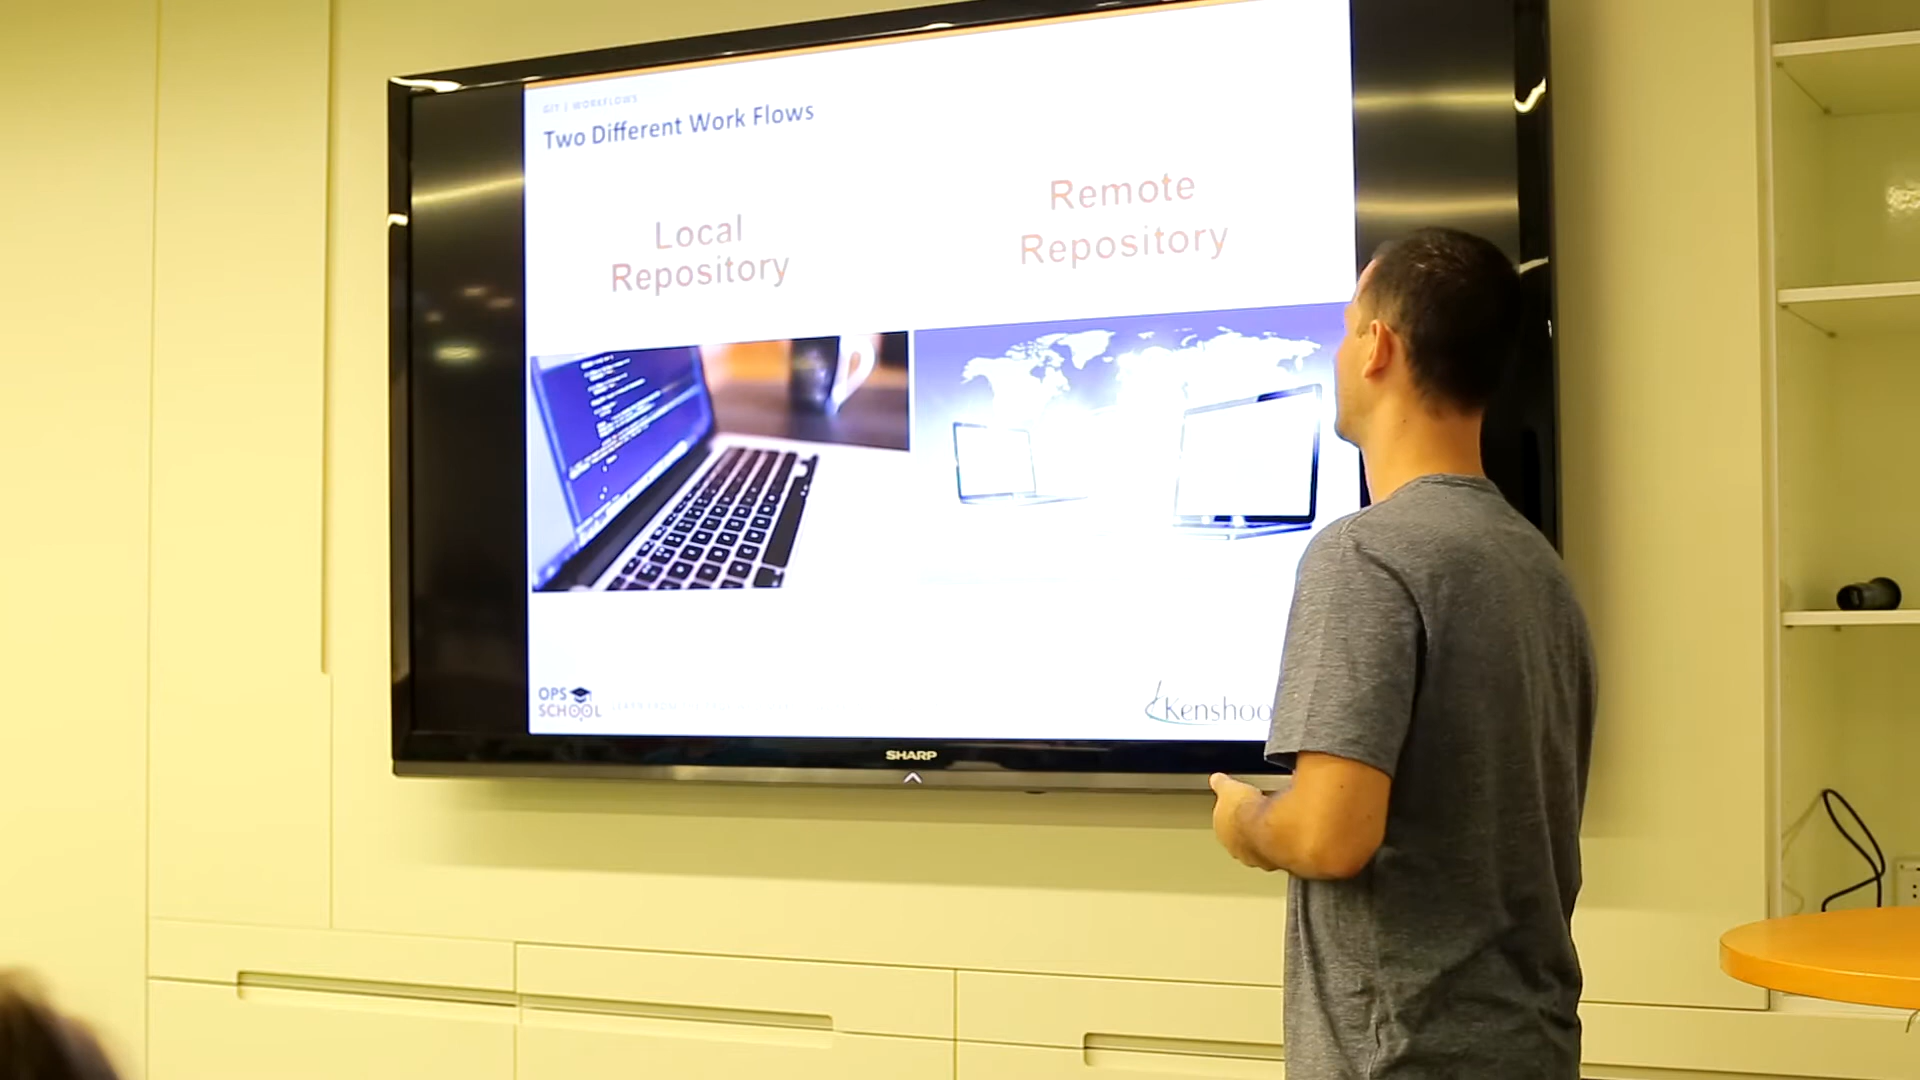 GIT | WORKFLOWS
Two Different Work Flows
Local
Repository
Remote
Repository
OPS
SCHOOL
Kenshoo
SHARP